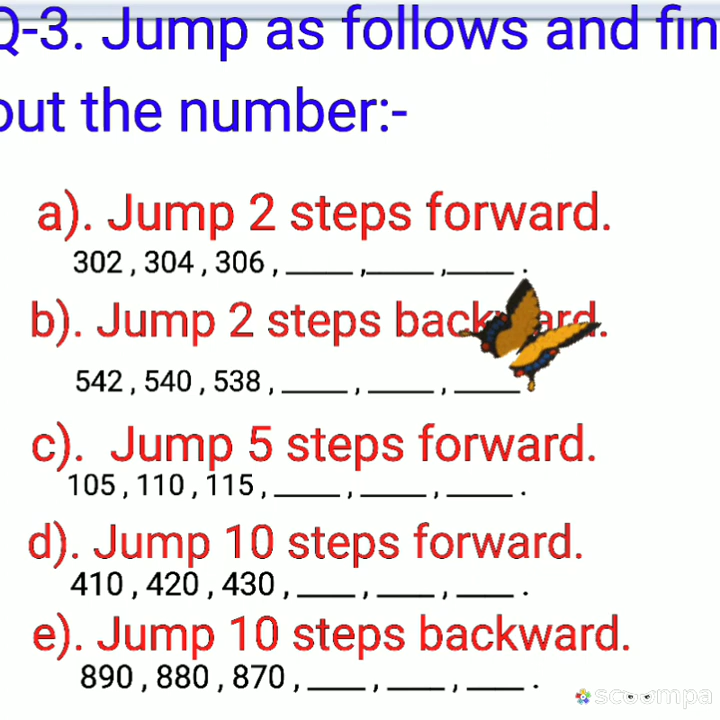 Q-3. Jump as follows and fin
out the number:-
a). Jump 2 steps forward.
302 , 304 , 306 , ____ ,____ ,____ .
b). Jump 2 steps backward.
542 , 540 , 538 , ____ , ____ , ____
c). Jump 5 steps forward.
105 , 110 , 115 , ____ , ____ , ____ .
d). Jump 10 steps forward.
410 , 420 , 430 , ____ , ____ , ____ .
e). Jump 10 steps backward.
890 , 880 , 870 , ____ , ____ , ____ .
scoompa